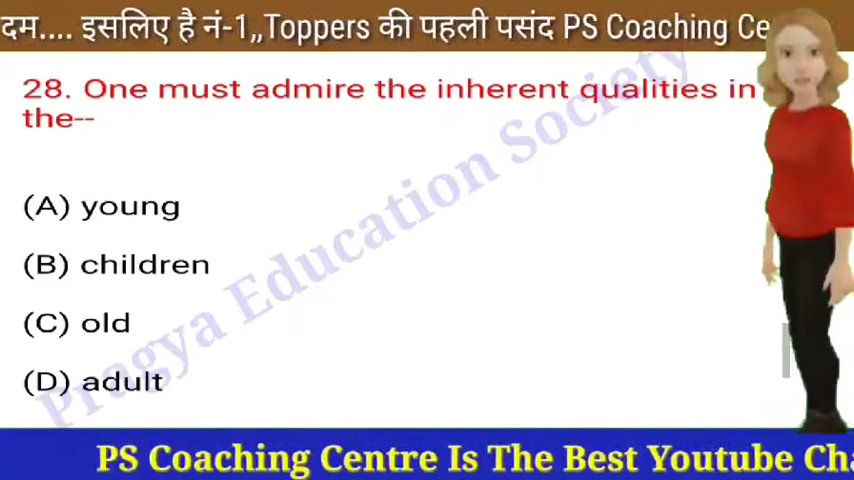 दम.... इसलिए है नं-1,,Toppers की पहली पसंद PS Coaching Ce
28. One must admire the inherent qualities in
the--
(A) young
(B) children
(C) old
(D) adult
Pragya Education Society
PS Coaching Centre Is The Best Youtube Cha